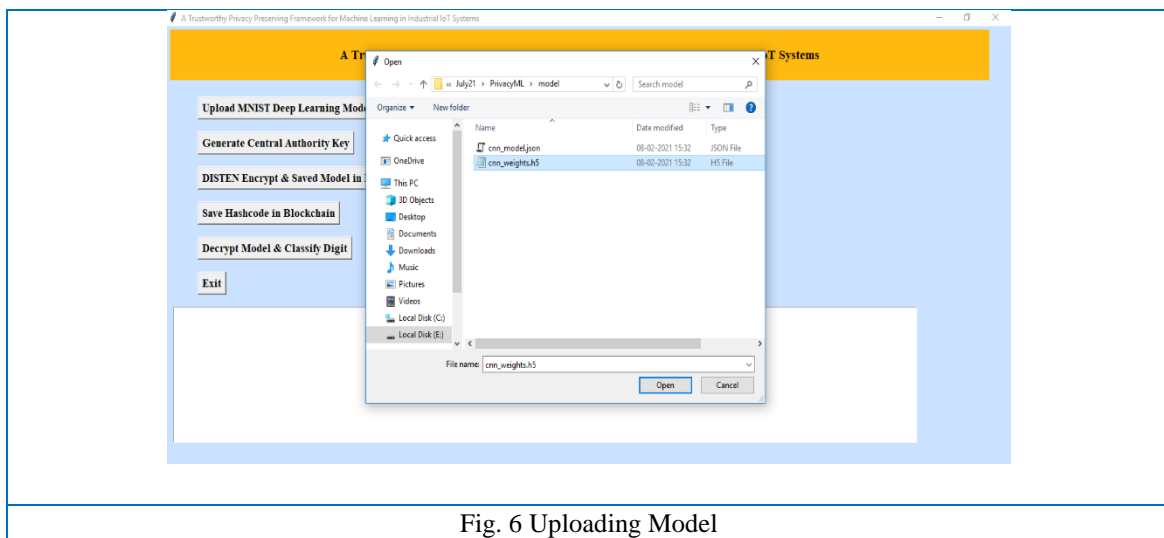 A Trustworthy Privacy Preserving Framework for Machine Learning in Industrial IoT Systems
A Tr
T Systems
Upload MNIST Deep Learning Mod
Generate Central Authority Key
DISTEN Encrypt & Saved Model in
Save Hashcode in Blockchain
Decrypt Model & Classify Digit
Exit
Open
« July21 › PrivacyML › model
Search model
Organize
New folder
Quick access
OneDrive
This PC
3D Objects
Desktop
Documents
Downloads
Music
Pictures
Videos
Local Disk (C:)
Local Disk (E:)
Name Date modified Type
cnn_model.json 08-02-2021 15:32 JSON File
cnn_weights.h5 08-02-2021 15:32 H5 File
File name: cnn_weights.h5
Open Cancel
Fig. 6 Uploading Model